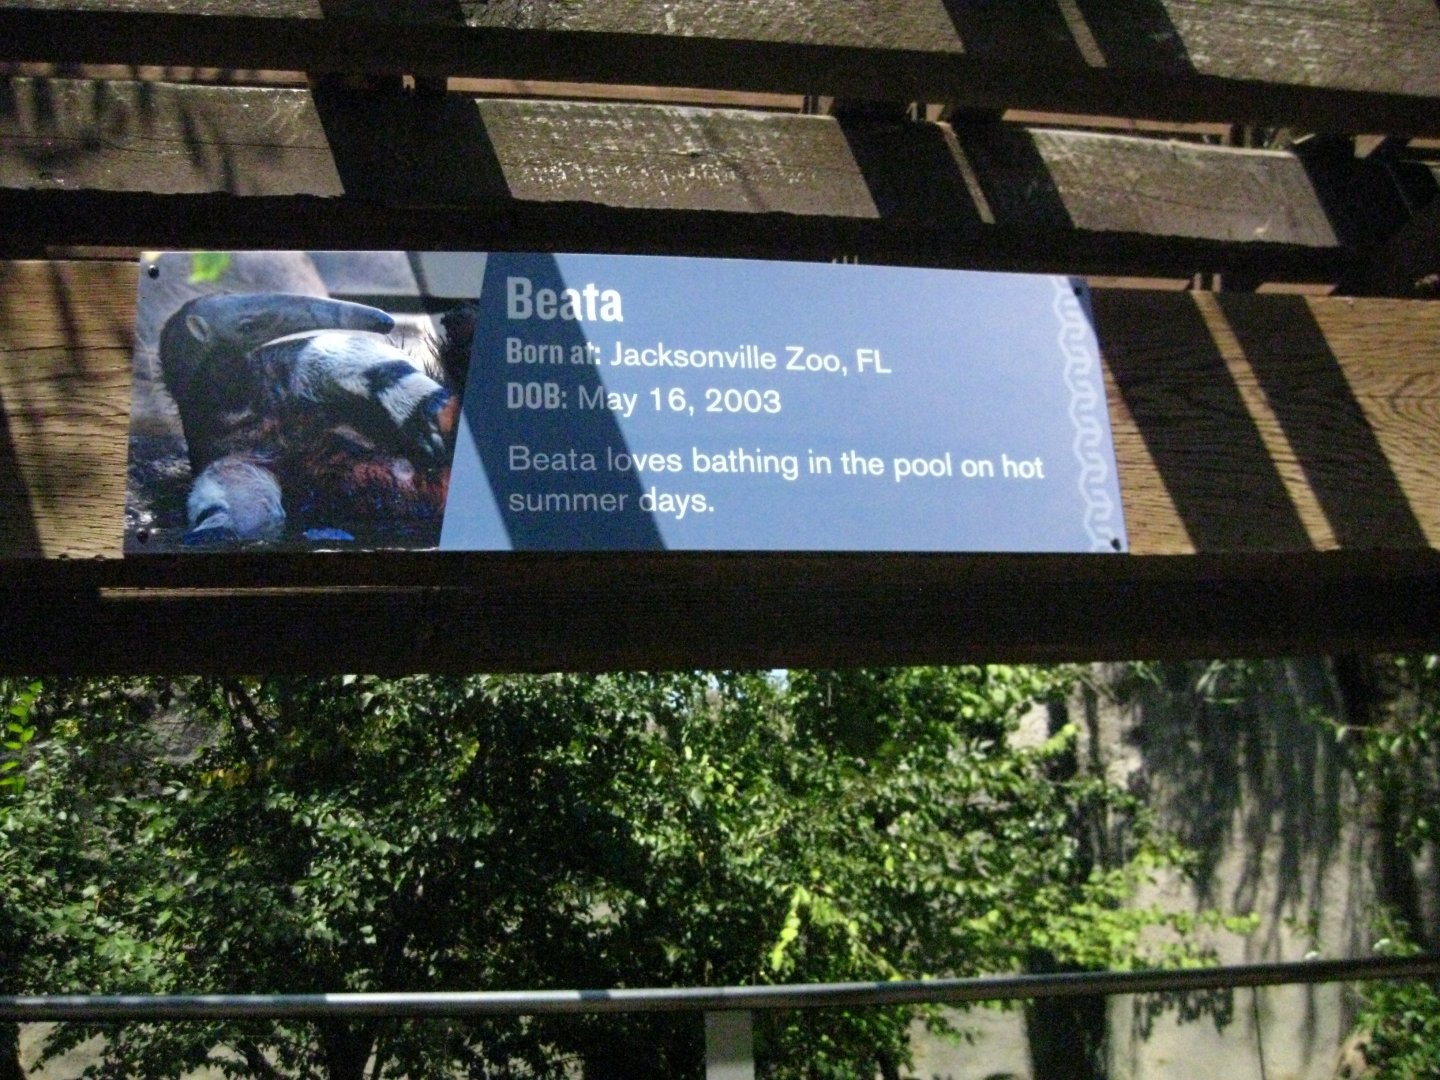 Beata
Born at: Jacksonville Zoo, FL
DOB: May 16, 2003
Beata loves bathing in the pool on hot
summer days.